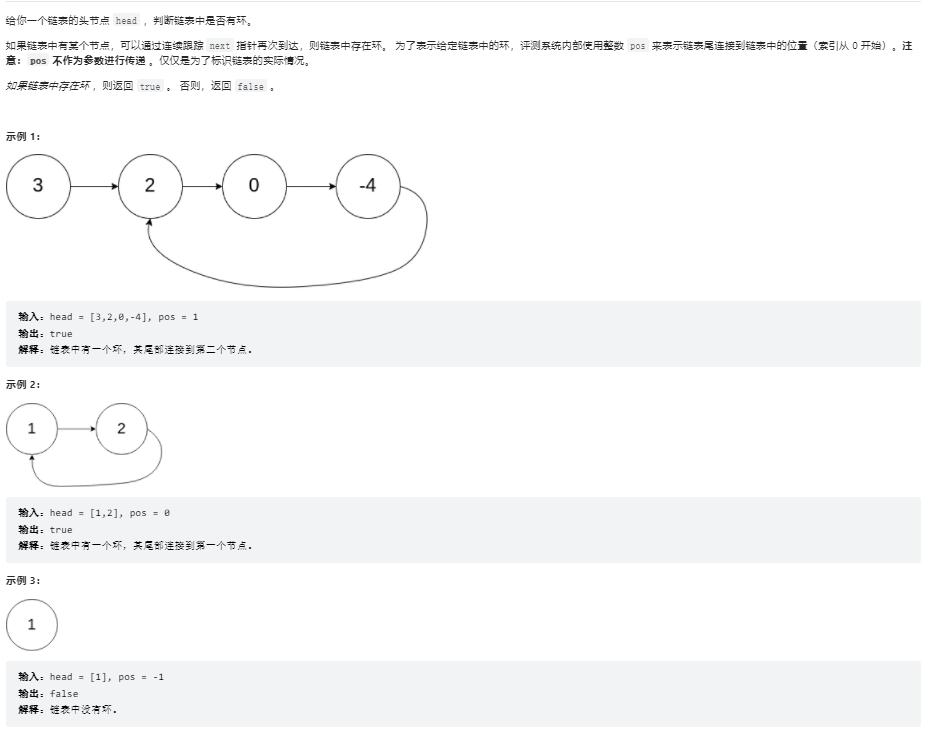 给你一个链表的头节点 head ，判断链表中是否有环。
如果链表中有某个节点，可以通过连续跟踪 next 指针再次到达，则链表中存在环。 为了表示给定链表中的环，评测系统内部使用整数 pos 来表示链表尾连接到链表中的位置（索引从 0 开始）。注
意：pos 不作为参数进行传递 。仅仅是为了标识链表的实际情况。
如果链表中存在环 ，则返回 true 。 否则，返回 false 。
示例 1：
3 2 0 -4
输入：head = [3,2,0,-4], pos = 1
输出：true
解释：链表中有一个环，其尾部连接到第二个节点。
示例 2：
1 2
输入：head = [1,2], pos = 0
输出：true
解释：链表中有一个环，其尾部连接到第一个节点。
示例 3：
1
输入：head = [1], pos = -1
输出：false
解释：链表中没有环。